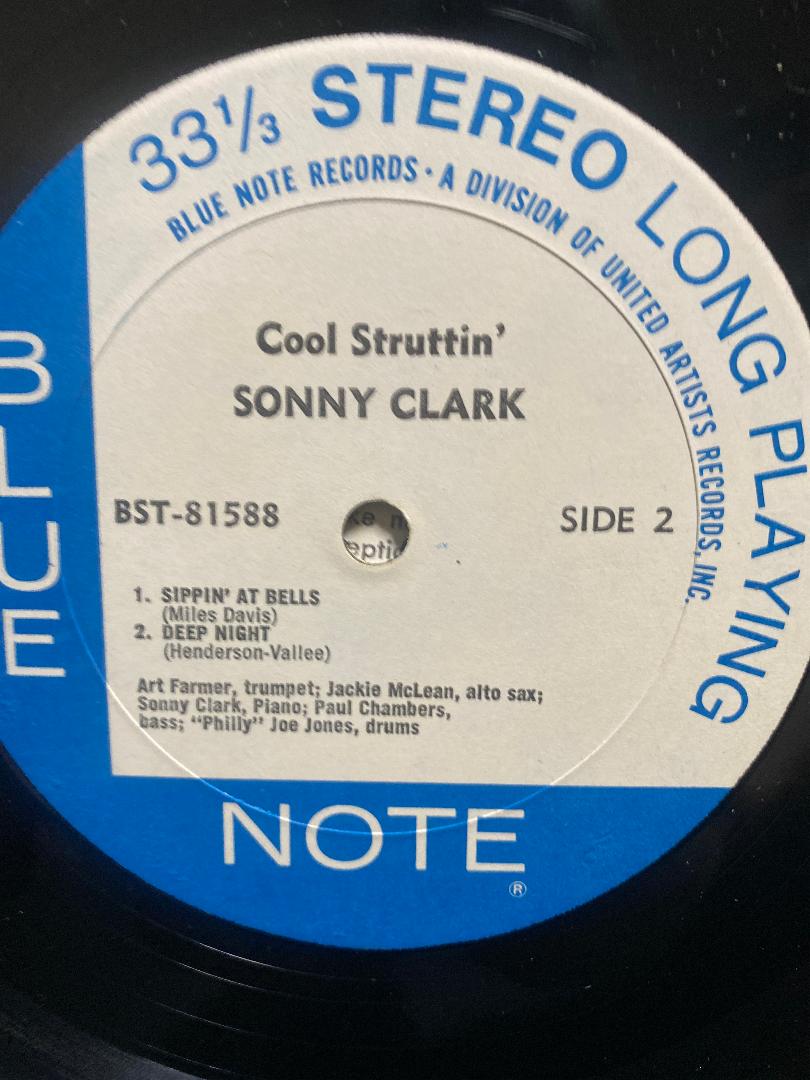 33⅓ STEREO LONG PLAYING
BLUE NOTE RECORDS · A DIVISION OF UNITED ARTISTS RECORDS, INC.
Cool Struttin’
SONNY CLARK
BST-81588
SIDE 2
1. SIPPIN’ AT BELLS
(Miles Davis)
2. DEEP NIGHT
(Henderson-Vallee)
Art Farmer, trumpet; Jackie McLean, alto sax;
Sonny Clark, Piano; Paul Chambers,
bass; “Philly” Joe Jones, drums
BLUE
NOTE
®